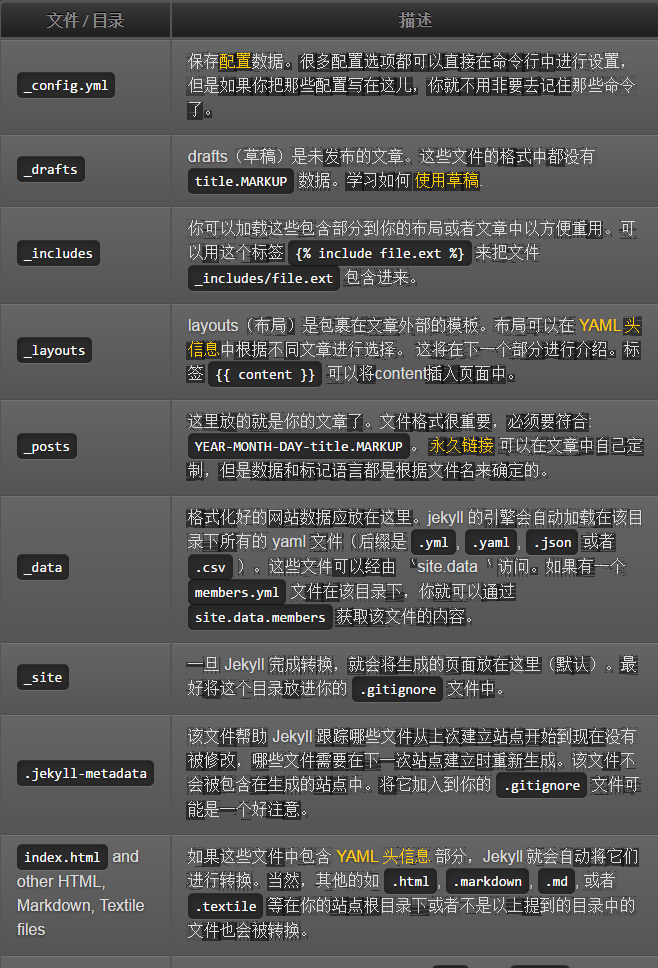 文件 / 目录
描述
_config.yml
保存配置数据。很多配置选项都可以直接在命令行中进行设置，
但是如果你把那些配置写在这儿，你就不用非要去记住那些命令
了。
_drafts
drafts（草稿）是未发布的文章。这些文件的格式中都没有
title.MARKUP 数据。学习如何 使用草稿.
_includes
你可以加载这些包含部分到你的布局或者文章中以方便重用。可
以用这个标签 {% include file.ext %} 来把文件
_includes/file.ext 包含进来。
_layouts
layouts（布局）是包裹在文章外部的模板。布局可以在 YAML 头
信息中根据不同文章进行选择。 这将在下一个部分进行介绍。标
签 {{ content }} 可以将content插入页面中。
_posts
这里放的就是你的文章了。文件格式很重要，必须要符合:
YEAR-MONTH-DAY-title.MARKUP 。 永久链接 可以在文章中自己定
制，但是数据和标记语言都是根据文件名来确定的。
_data
格式化好的网站数据应放在这里。jekyll 的引擎会自动加载在该目
录下所有的 yaml 文件（后缀是 .yml, .yaml, .json 或者
.csv ）。这些文件可以经由 ｀site.data｀ 访问。如果有一个
members.yml 文件在该目录下，你就可以通过
site.data.members 获取该文件的内容。
_site
一旦 Jekyll 完成转换，就会将生成的页面放在这里（默认）。最
好将这个目录放进你的 .gitignore 文件中。
.jekyll-metadata
该文件帮助 Jekyll 跟踪哪些文件从上次建立站点开始到现在没有
被修改，哪些文件需要在下一次站点建立时重新生成。该文件不
会被包含在生成的站点中。将它加入到你的 .gitignore 文件可
能是一个好注意。
index.html and
other HTML,
Markdown, Textile
files
如果这些文件中包含 YAML 头信息 部分，Jekyll 就会自动将它们
进行转换。当然，其他的如 .html, .markdown, .md, 或者
.textile 等在你的站点根目录下或者不是以上提到的目录中的
文件也会被转换。